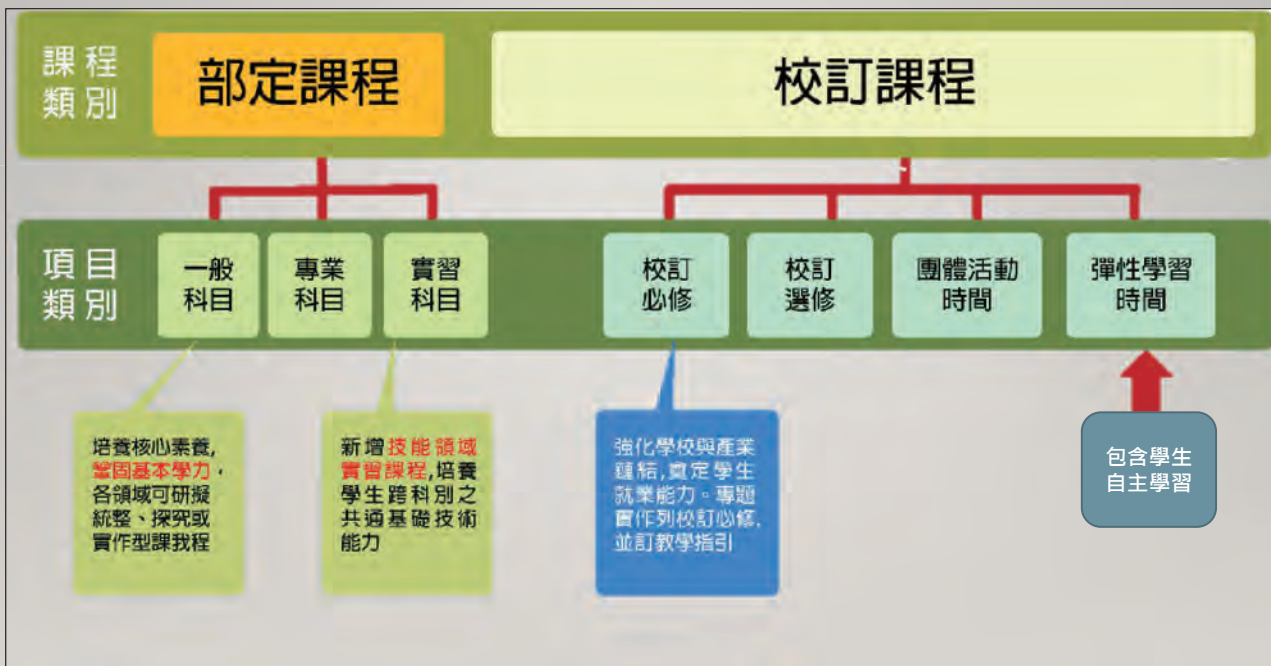 課程
類別
部定課程
校訂課程
項目
類別
一般
科目
專業
科目
實習
科目
校訂
必修
校訂
選修
團體活動
時間
彈性學習
時間
培養核心素養,
鞏固基本學力,
各領域可研擬
統整、探究或
實作型課我程
新增技能領域
實習課程,培養
學生跨科別之
共通基礎技術
能力
強化學校與產業
鏈結,奠定學生
就業能力。專題
實作列校訂必修,
並訂教學指引
包含學生
自主學習